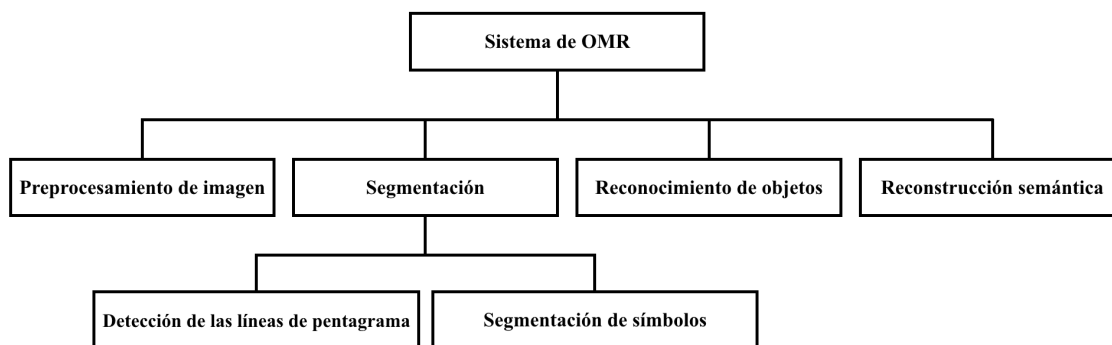 Sistema de OMR
Preprocesamiento de imagen
Segmentación
Reconocimiento de objetos
Reconstrucción semántica
Detección de las líneas de pentagrama
Segmentación de símbolos